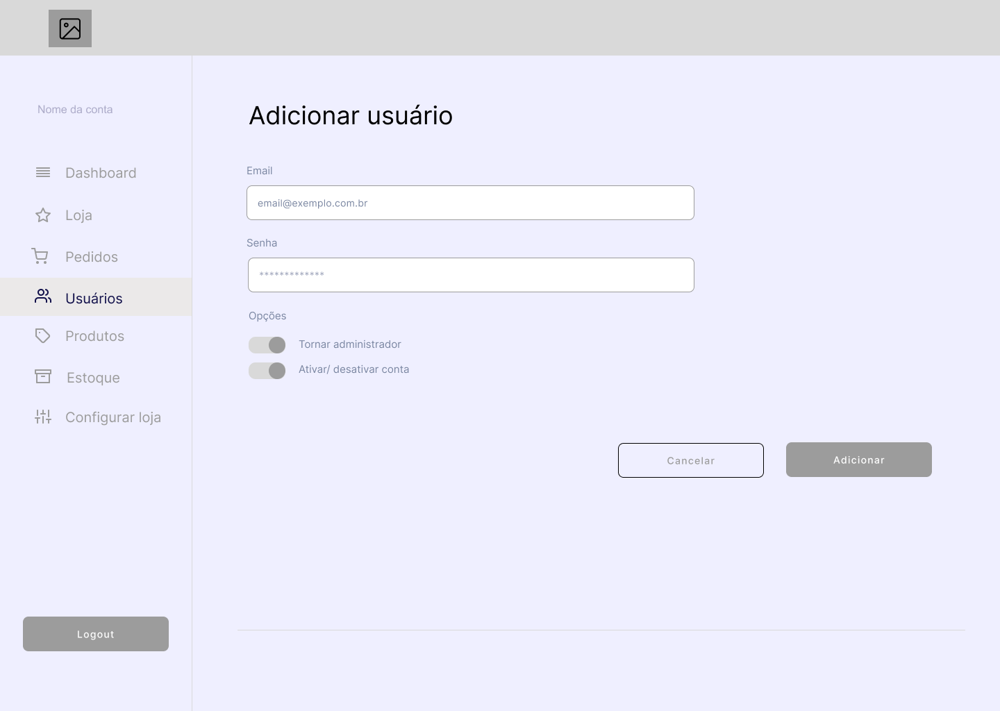 Nome da conta
Dashboard
Loja
Pedidos
Usuários
Produtos
Estoque
Configurar loja
Logout
Adicionar usuário
Email
email@exemplo.com.br
Senha
*************
Opções
Tornar administrador
Ativar/ desativar conta
Cancelar
Adicionar